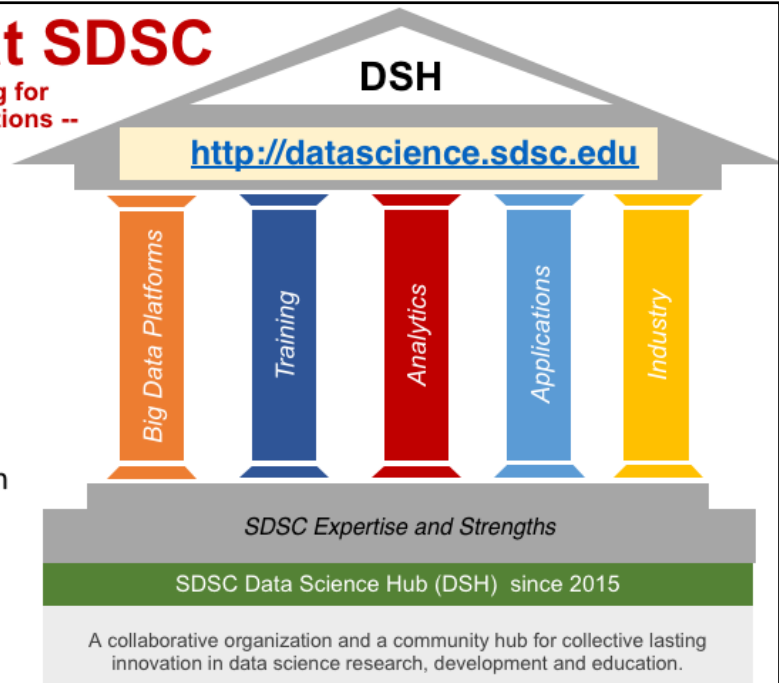 t SDSC
g for
tions --
DSH
http://datascience.sdsc.edu
Big Data Platforms
Training
Analytics
Applications
Industry
n
SDSC Expertise and Strengths
SDSC Data Science Hub (DSH) since 2015
A collaborative organization and a community hub for collective lasting
innovation in data science research, development and education.